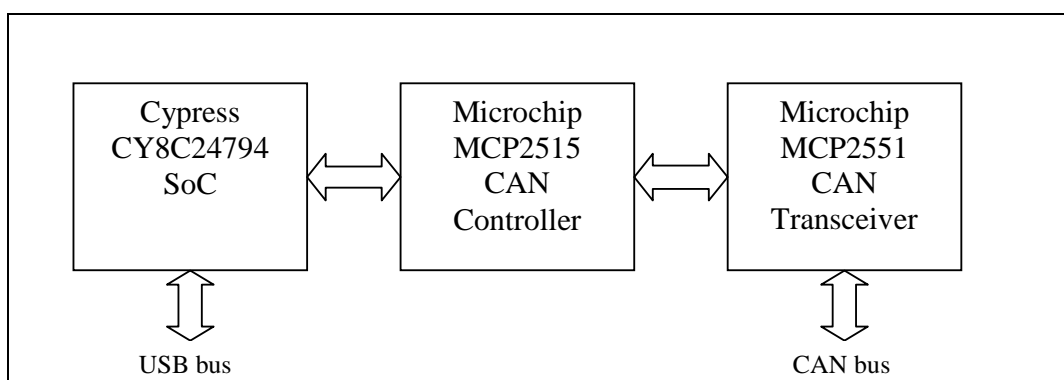 Cypress
CY8C24794
SoC
Microchip
MCP2515
CAN
Controller
Microchip
MCP2551
CAN
Transceiver
USB bus
CAN bus